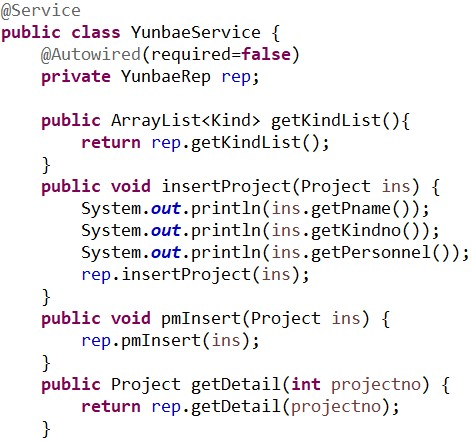 @Service
public class YunbaeService {
    @Autowired(required=false)
    private YunbaeRep rep;

    public ArrayList<Kind> getKindList(){
        return rep.getKindList();
    }
    public void insertProject(Project ins) {
        System.out.println(ins.getPname());
        System.out.println(ins.getKindno());
        System.out.println(ins.getPersonnel());
        rep.insertProject(ins);
    }
    public void pmInsert(Project ins) {
        rep.pmInsert(ins);
    }
    public Project getDetail(int projectno) {
        return rep.getDetail(projectno);
    }